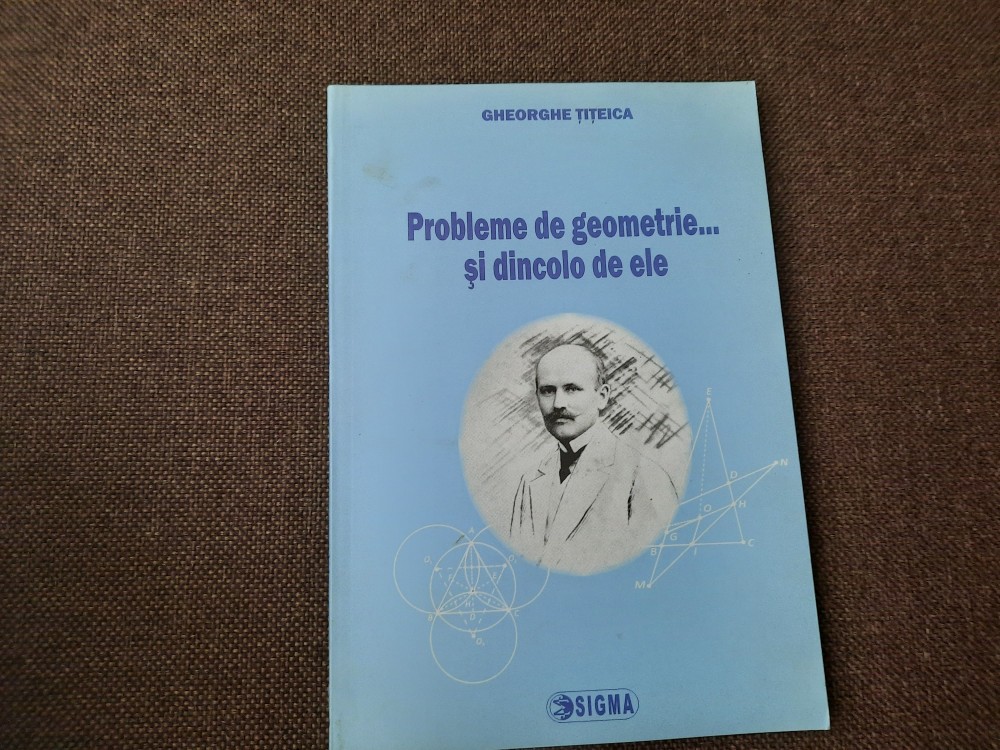 GHEORGHE ȚIȚEICA
Probleme de geometrie...
și dincolo de ele
E
N
D
O
H
G
B
I
C
M
A
SIGMA